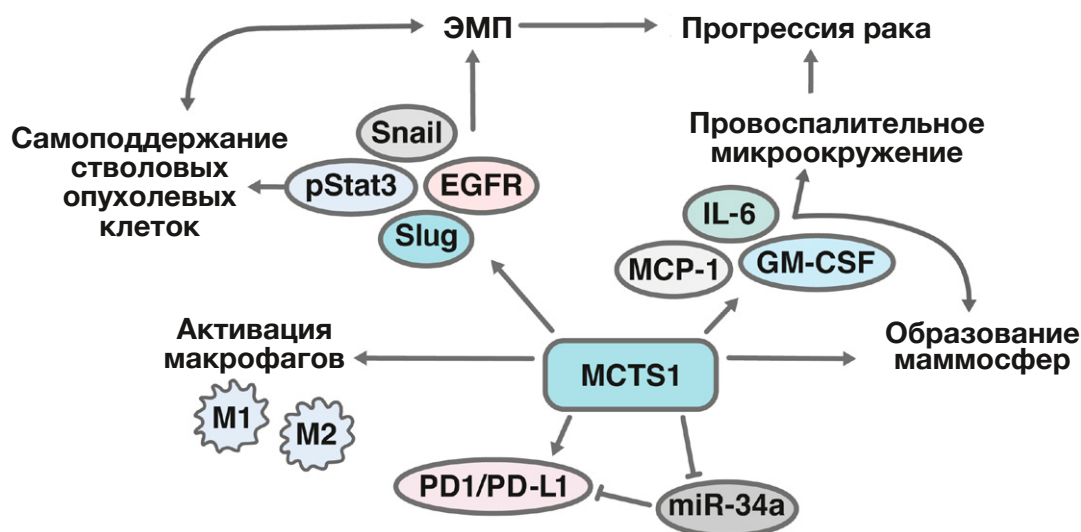 ЭМП
Прогрессия рака
Самоподдержание
стволовых
опухолевых
клеток
Snail
pStat3
EGFR
Slug
Провоспалительное
микроокружение
IL-6
MCP-1
GM-CSF
Активация
макрофагов
M1
M2
MCTS1
Образование
маммосфер
PD1/PD-L1
miR-34a